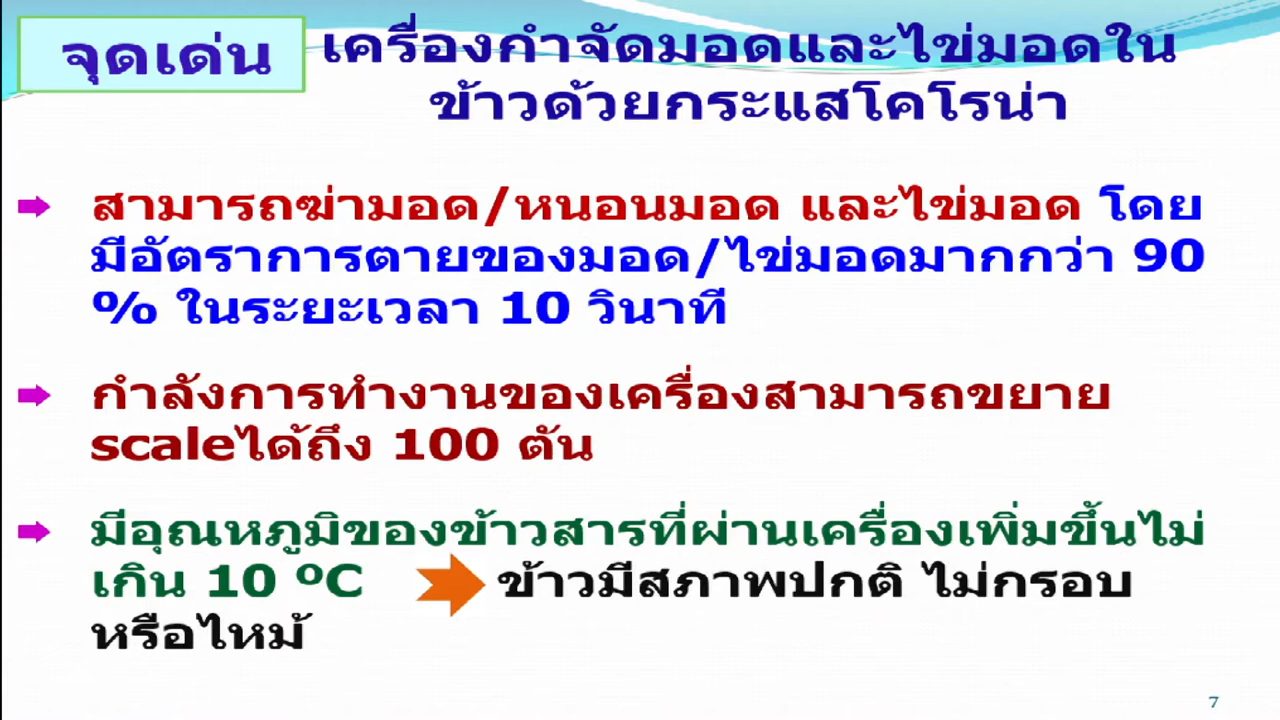 จุดเด่น
เครื่องกำจัดมอดและไข่มอดใน
ข้าวด้วยกระแสโคโรน่า
สามารถฆ่ามอด/หนอนมอด และไข่มอด โดย
มีอัตราการตายของมอด/ไข่มอดมากกว่า 90
% ในระยะเวลา 10 วินาที
กำลังการทำงานของเครื่องสามารถขยาย
scaleได้ถึง 100 ตัน
มีอุณหภูมิของข้าวสารที่ผ่านเครื่องเพิ่มขึ้นไม่
เกิน 10 ºC ข้าวมีสภาพปกติ ไม่กรอบ
หรือไหม้
7